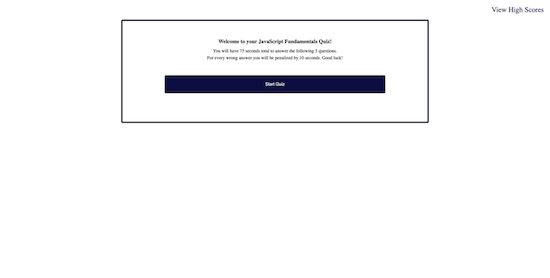 View High Scores
Welcome to your JavaScript Fundamentals Quiz!
You will have 75 seconds total to answer the following 5 questions.
For every wrong answer you will be penalized by 10 seconds. Good luck!
Start Quiz